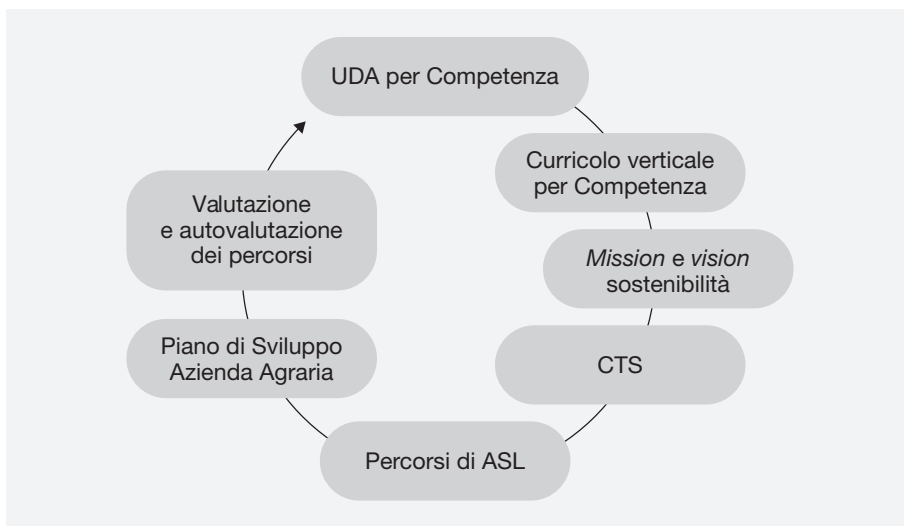 UDA per Competenza
Curricolo verticale
per Competenza
Mission e vision
sostenibilità
CTS
Percorsi di ASL
Piano di Sviluppo
Azienda Agraria
Valutazione
e autovalutazione
dei percorsi